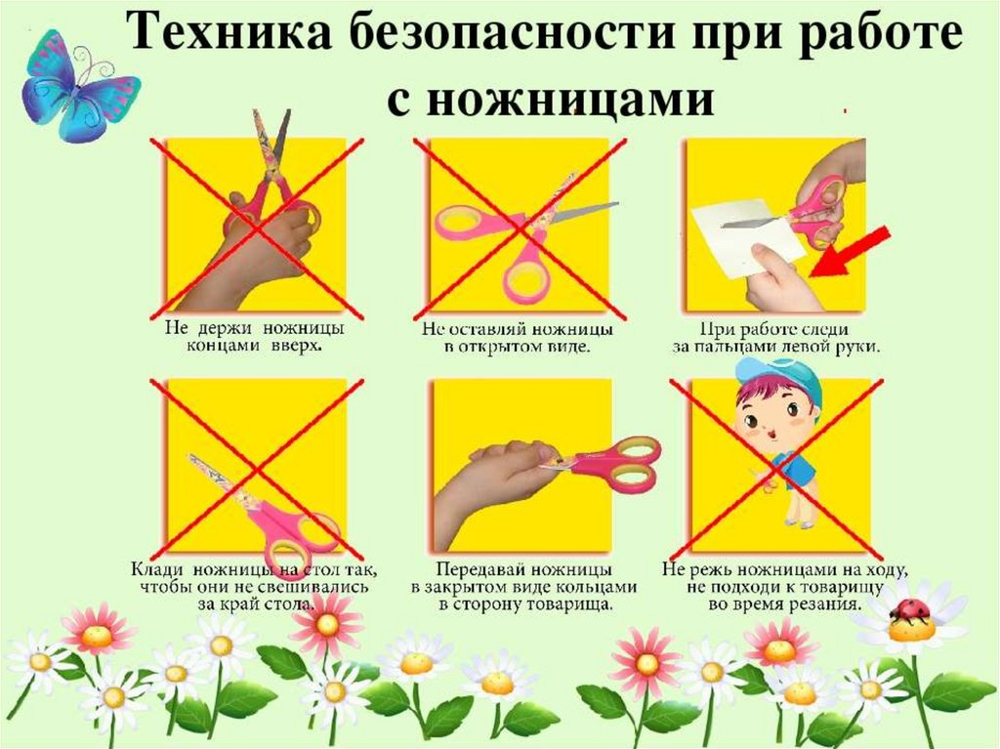 Техника безопасности при работе
с ножницами
Не держи ножницы
концами вверх.
Не оставляй ножницы
в открытом виде.
При работе следи
за пальцами левой руки.
Клади ножницы на стол так,
чтобы они не свешивались
за край стола.
Передавай ножницы
в закрытом виде кольцами
в сторону товарища.
Не режь ножницами на ходу,
не подходи к товарищу
во время резания.